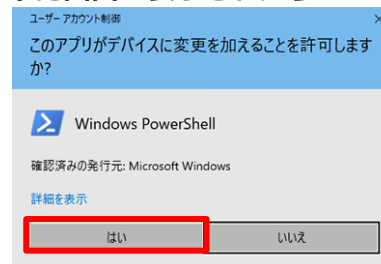 ユーザー アカウント制御
×
このアプリがデバイスに変更を加えることを許可します
か?
Windows PowerShell
確認済みの発行元: Microsoft Windows
詳細を表示
はい
いいえ